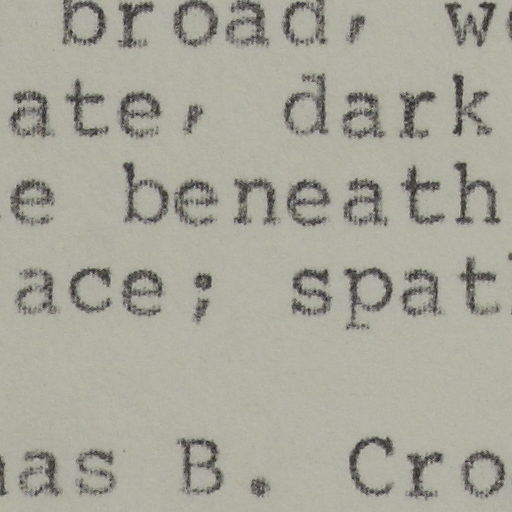 broad, w
ate, dark
e beneath
ace; spat
as B. Cro